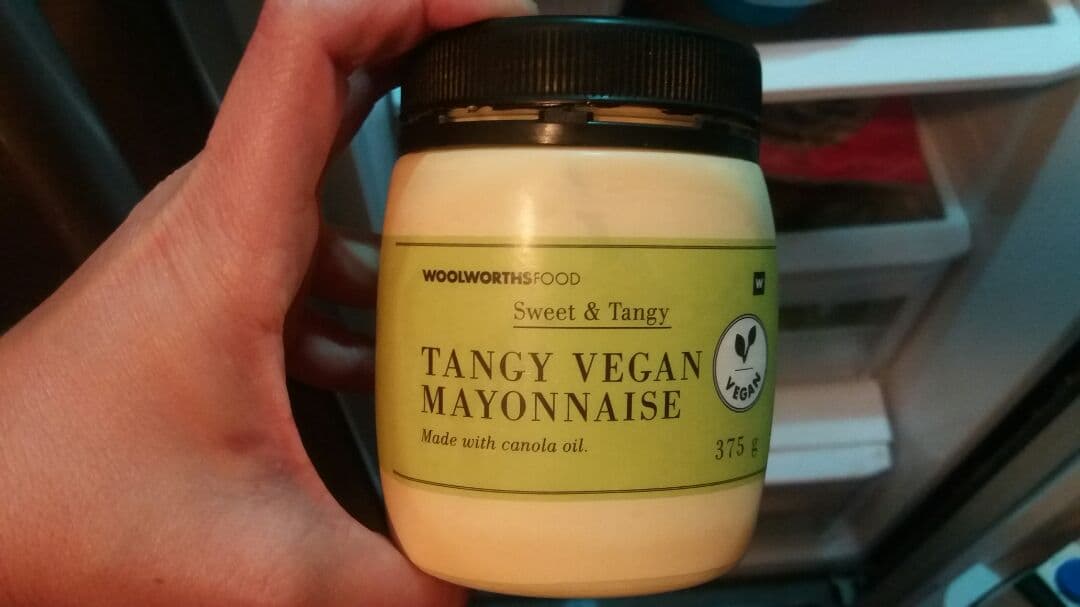 WOOLWORTHSFOOD
W
Sweet & Tangy
TANGY VEGAN
MAYONNAISE
VEGAN
Made with canola oil.
375 g